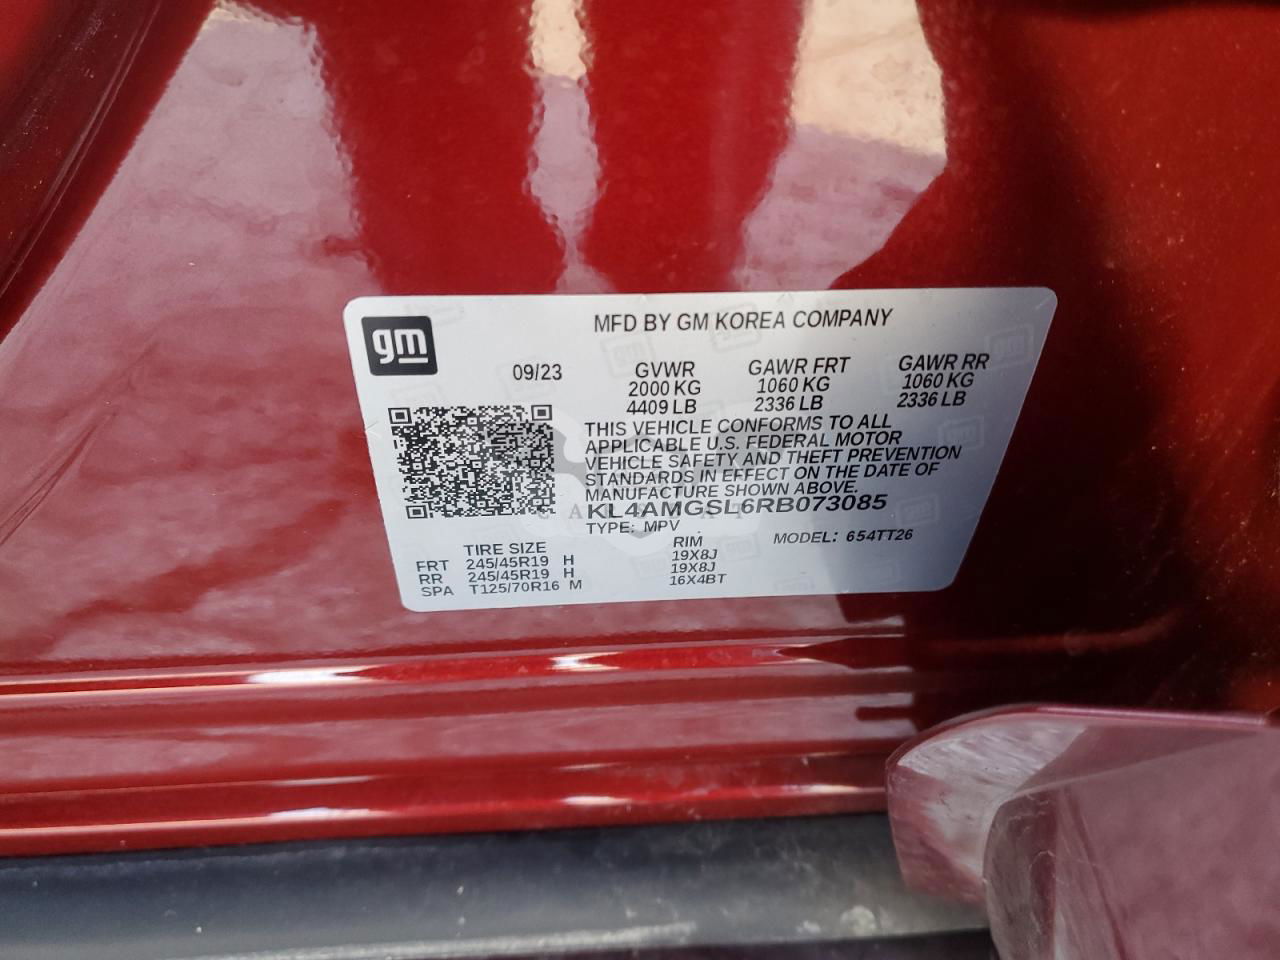 gm
MFD BY GM KOREA COMPANY
09/23
GVWR GAWR FRT GAWR RR
2000 KG 1060 KG 1060 KG
4409 LB 2336 LB 2336 LB
THIS VEHICLE CONFORMS TO ALL
APPLICABLE U.S. FEDERAL MOTOR
VEHICLE SAFETY AND THEFT PREVENTION
STANDARDS IN EFFECT ON THE DATE OF
MANUFACTURE SHOWN ABOVE.
KL4AMGSL6RB073085
TYPE: MPV
MODEL: 654TT26
TIRE SIZE RIM
FRT 245/45R19 H 19X8J
RR 245/45R19 H 19X8J
SPA T125/70R16 M 16X4BT